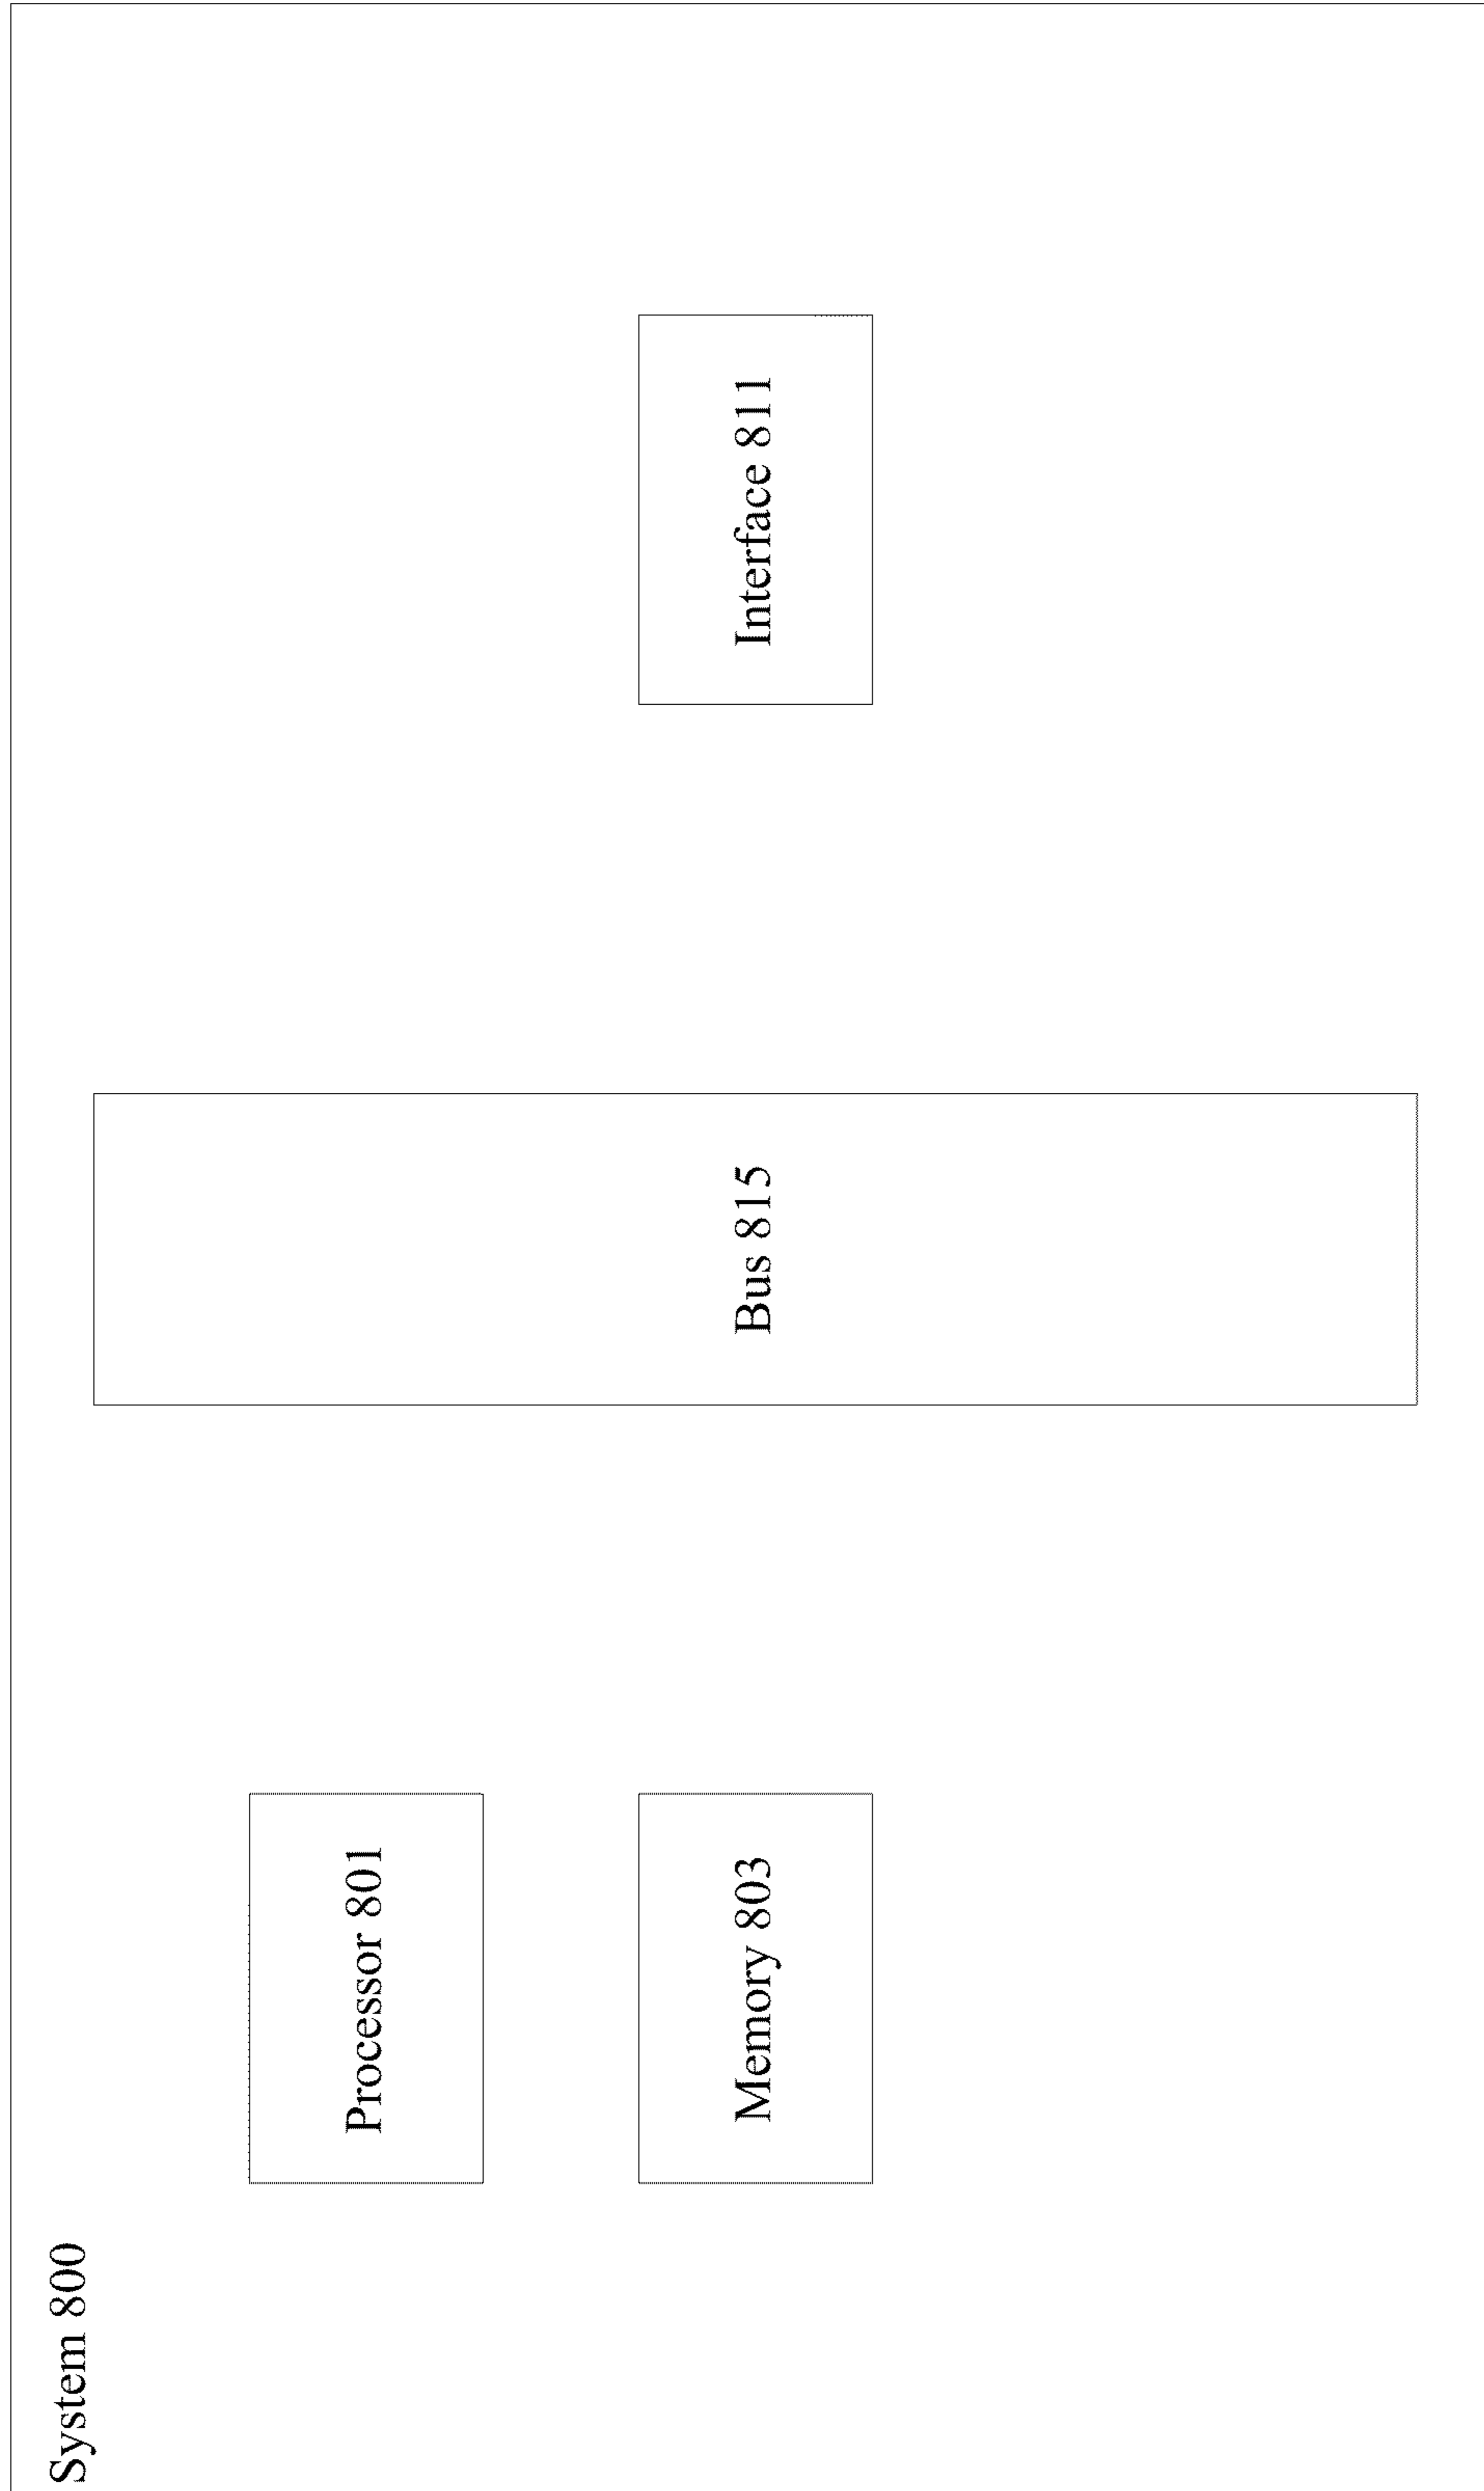 System 800
Processor 801
Memory 803
Bus 815
Interface 811